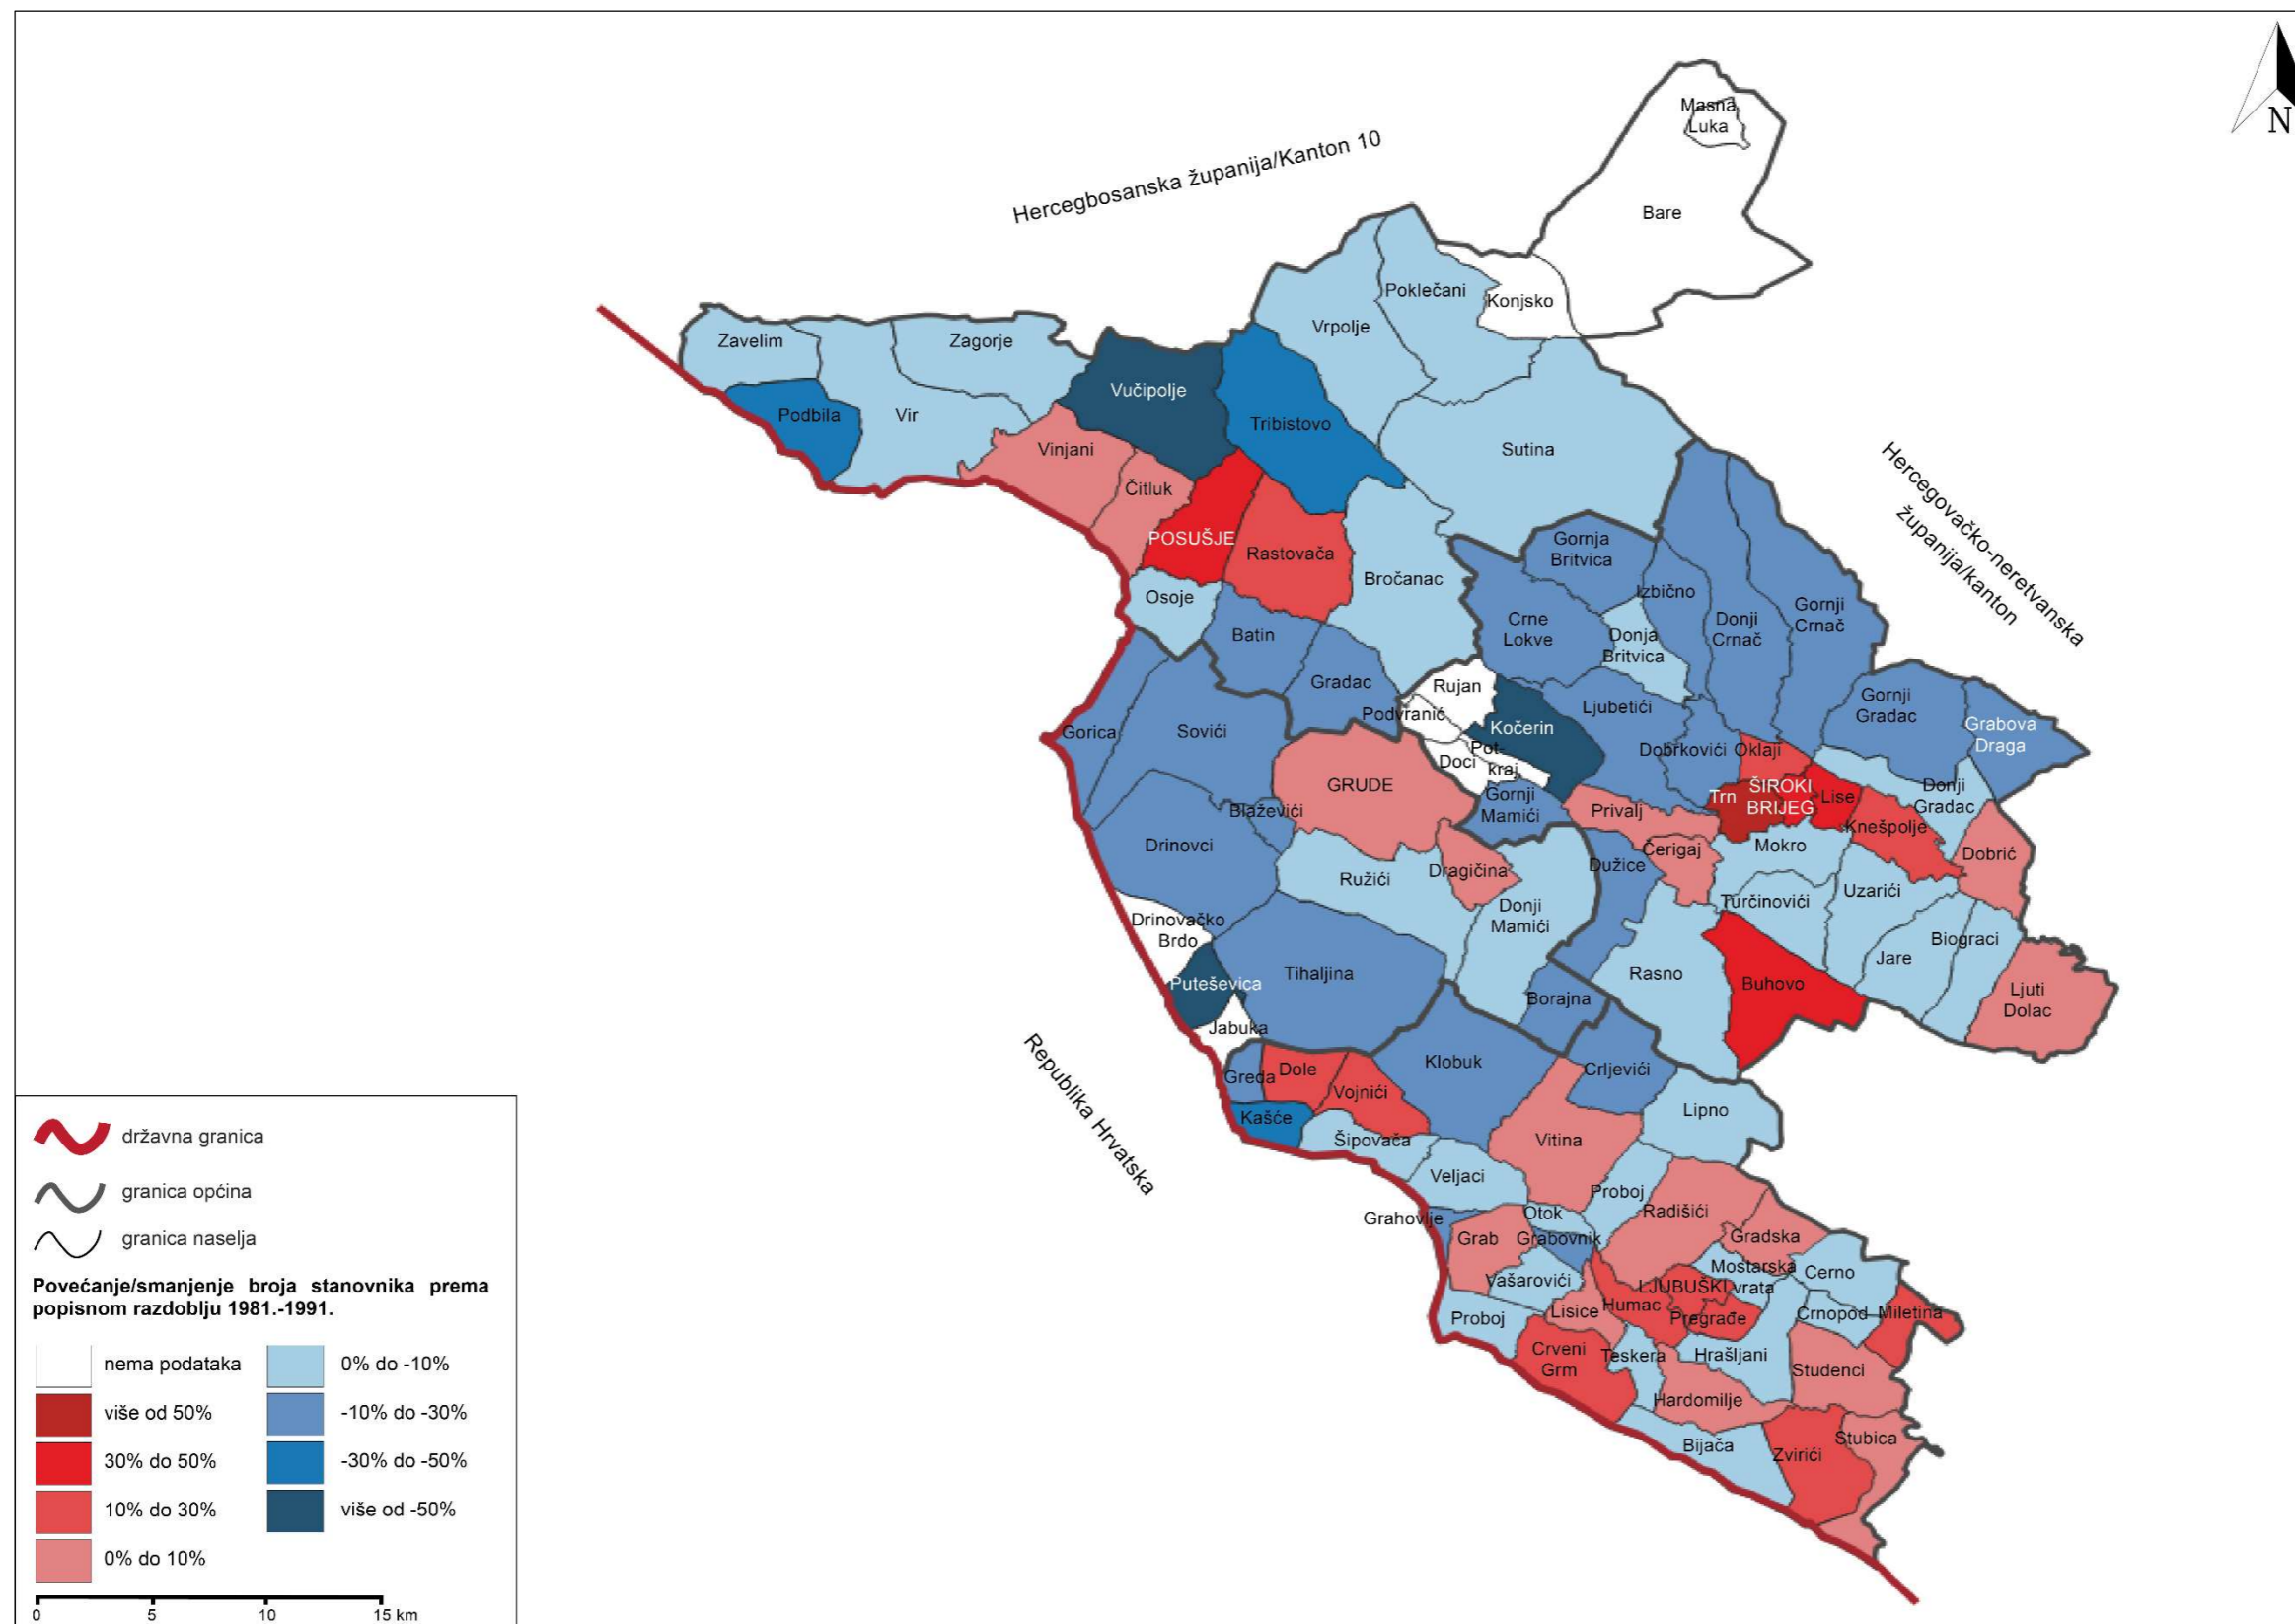 Masna
Luka
Hercegbosanska županija/Kanton 10
N
Bare
Poklečani
Konjsko
Vrpolje
Zavelim
Zagorje
Vučipolje
Podbila
Vir
Tribistovo
Vinjani
Sutina
Čitluk
Hercegovačko-neretvanska
županija/kanton
POSUŠJE
Rastovača
Bročanac
Gornja
Britvica
Osoje
Izbično
Batin
Crne
Lokve
Donja
Britvica
Donji
Crnač
Gornji
Crnač
Gradac
Rujan
Podvranić
Ljubetići
Gornji
Gradac
Gorica
Sovići
Kočerin
Grabova
Draga
Dobrkovići
Oklaji
Doci
Pot-
kraj
GRUDE
Gornji
Mamići
Trn
ŠIROKI
BRIJEG
Lise
Donji
Gradac
Blaževići
Privalj
Knešpolje
Drinovci
Čerigaj
Mokro
Dobrić
Ružići
Dragičina
Dužice
Uzarići
Turčinovići
Donji
Mamići
Drinovačko
Brdo
Biograci
Jare
Tihaljina
Rasno
Puteševica
Buhovo
Borajna
Ljuti
Dolac
Jabuka
Republika Hrvatska
Greda
Dole
Klobuk
Crljevići
Vojnići
Kašće
Lipno
Šipovača
Vitina
Veljaci
Proboj
Grahovlje
Otok
Radišići
Grab
Grabovnik
Gradska
Vašarovići
Mostarska
vrata
Cerno
LJUBUŠKI
Lisice
Humac
Pregrađe
Crnopod
Miletina
Proboj
Crveni
Grm
Teskera
Hrašljani
Studenci
Hardomilje
Bijača
Zvirići
Stubica
državna granica
granica općina
granica naselja
Povećanje/smanjenje broja stanovnika prema
popisnom razdoblju 1981.-1991.
nema podataka
0% do -10%
više od 50%
-10% do -30%
30% do 50%
-30% do -50%
10% do 30%
više od -50%
0% do 10%
0 5 10 15 km